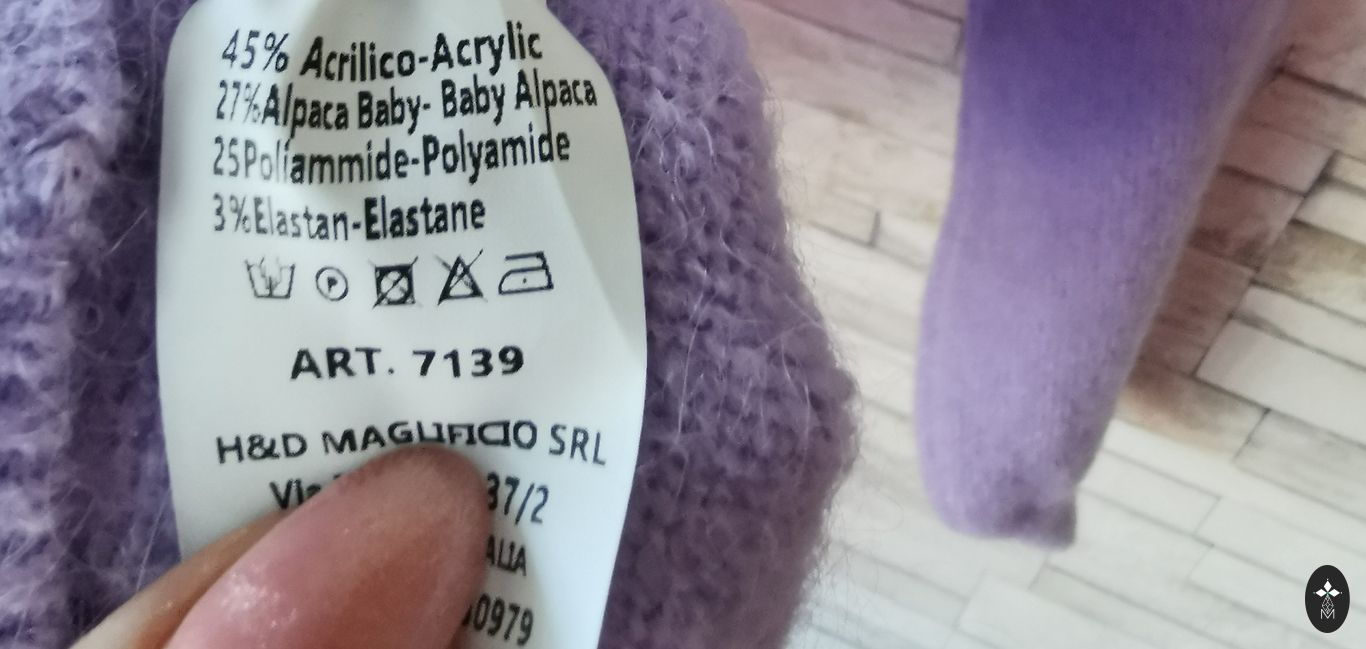 45% Acrilico-Acrylic
27%Alpaca Baby- Baby Alpaca
25Poliammide-Polyamide
3%Elastan-Elastane
P
ART. 7139
H&D MAGLIFICIO SRL
Via 37/2